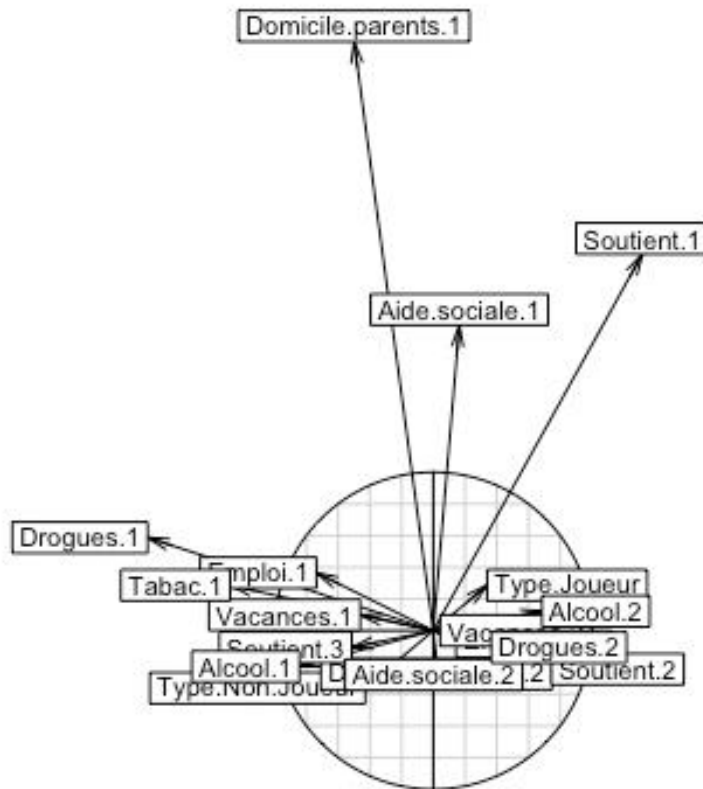 Domicile.parents.1
Soutient.1
Aide.sociale.1
Drogues.1
Emploi.1
Type.Joueur
Tabac.1
Alcool.2
Vacances.1
Soutient.3
Drogues.2
Alcool.1
Aide.sociale.2
Soutient.2
Type.Non.Joueur